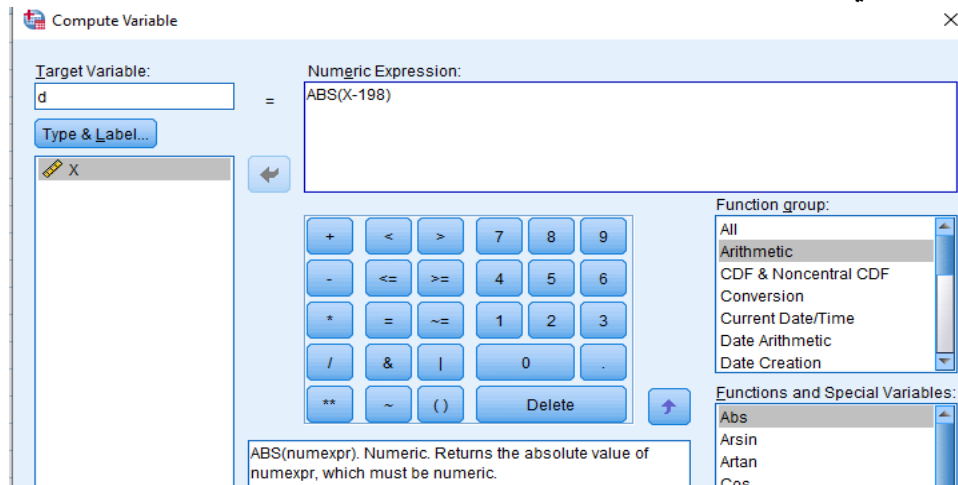 Compute Variable
Target Variable:
Numeric Expression:
d
=
ABS(X-198)
Type & Label...
X
+ < > 7 8 9
- <= >= 4 5 6
* = ~= 1 2 3
/ & | 0 .
** ~ ( ) Delete
ABS(numexpr). Numeric. Returns the absolute value of
numexpr, which must be numeric.
Function group:
All
Arithmetic
CDF & Noncentral CDF
Conversion
Current Date/Time
Date Arithmetic
Date Creation
Functions and Special Variables:
Abs
Arsin
Artan
Cos